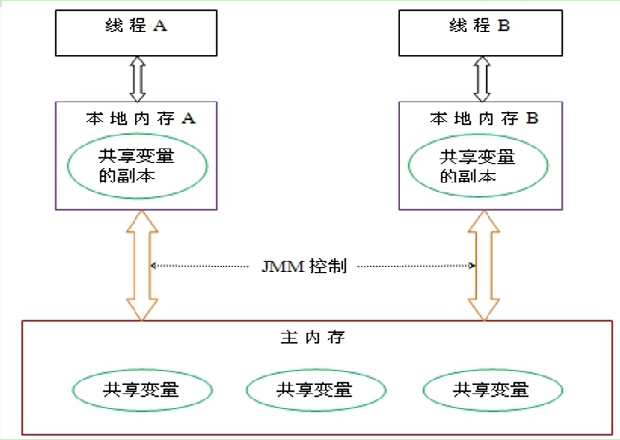 线程 A
线程 B
本地内存 A
本地内存 B
共享变量
的副本
共享变量
的副本
JMM 控制
主内存
共享变量
共享变量
共享变量